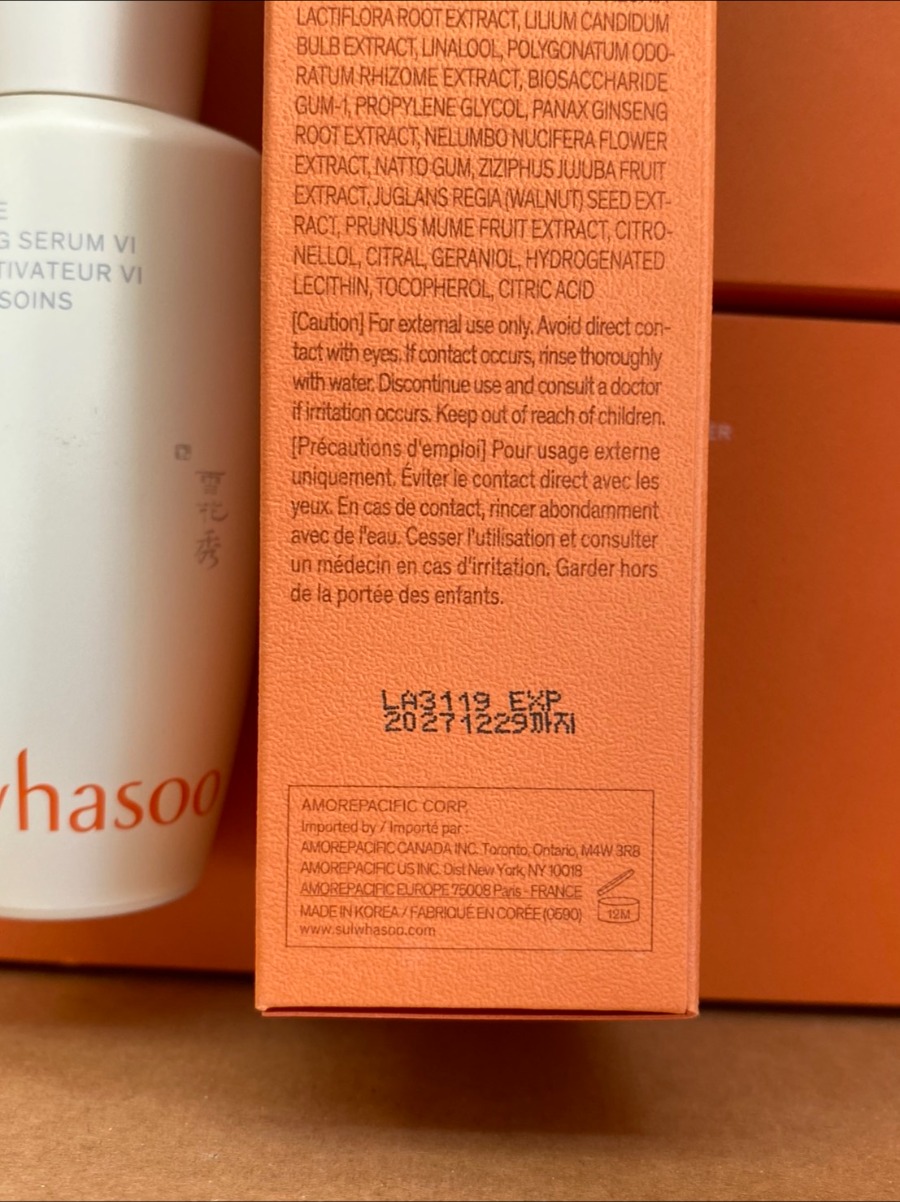 G SERUM VI
TIVATEUR VI
SOINS
雪花秀
whasoo
LACTIFLORA ROOT EXTRACT, LILIUM CANDIDUM
BULB EXTRACT, LINALOOL, POLYGONATUM ODO-
RATUM RHIZOME EXTRACT, BIOSACCHARIDE
GUM-1, PROPYLENE GLYCOL, PANAX GINSENG
ROOT EXTRACT, NELUMBO NUCIFERA FLOWER
EXTRACT, NATTO GUM, ZIZIPHUS JUJUBA FRUIT
EXTRACT, JUGLANS REGIA (WALNUT) SEED EXT-
RACT, PRUNUS MUME FRUIT EXTRACT, CITRO-
NELLOL, CITRAL, GERANIOL, HYDROGENATED
LECITHIN, TOCOPHEROL, CITRIC ACID
[Caution] For external use only. Avoid direct con-
tact with eyes. If contact occurs, rinse thoroughly
with water. Discontinue use and consult a doctor
if irritation occurs. Keep out of reach of children.
[Précautions d'emploi] Pour usage externe
uniquement. Éviter le contact direct avec les
yeux. En cas de contact, rincer abondamment
avec de l'eau. Cesser l'utilisation et consulter
un médecin en cas d'irritation. Garder hors
de la portée des enfants.
LA3119 EXP
20271229까지
AMOREPACIFIC CORP.
Imported by / Importé par :
AMOREPACIFIC CANADA INC. Toronto, Ontario, M4W 3R8
AMOREPACIFIC US INC. Dist New York, NY 10018
AMOREPACIFIC EUROPE 75008 Paris - FRANCE
MADE IN KOREA / FABRIQUÉ EN CORÉE (0590)
www.sulwhasoo.com
12M
ER